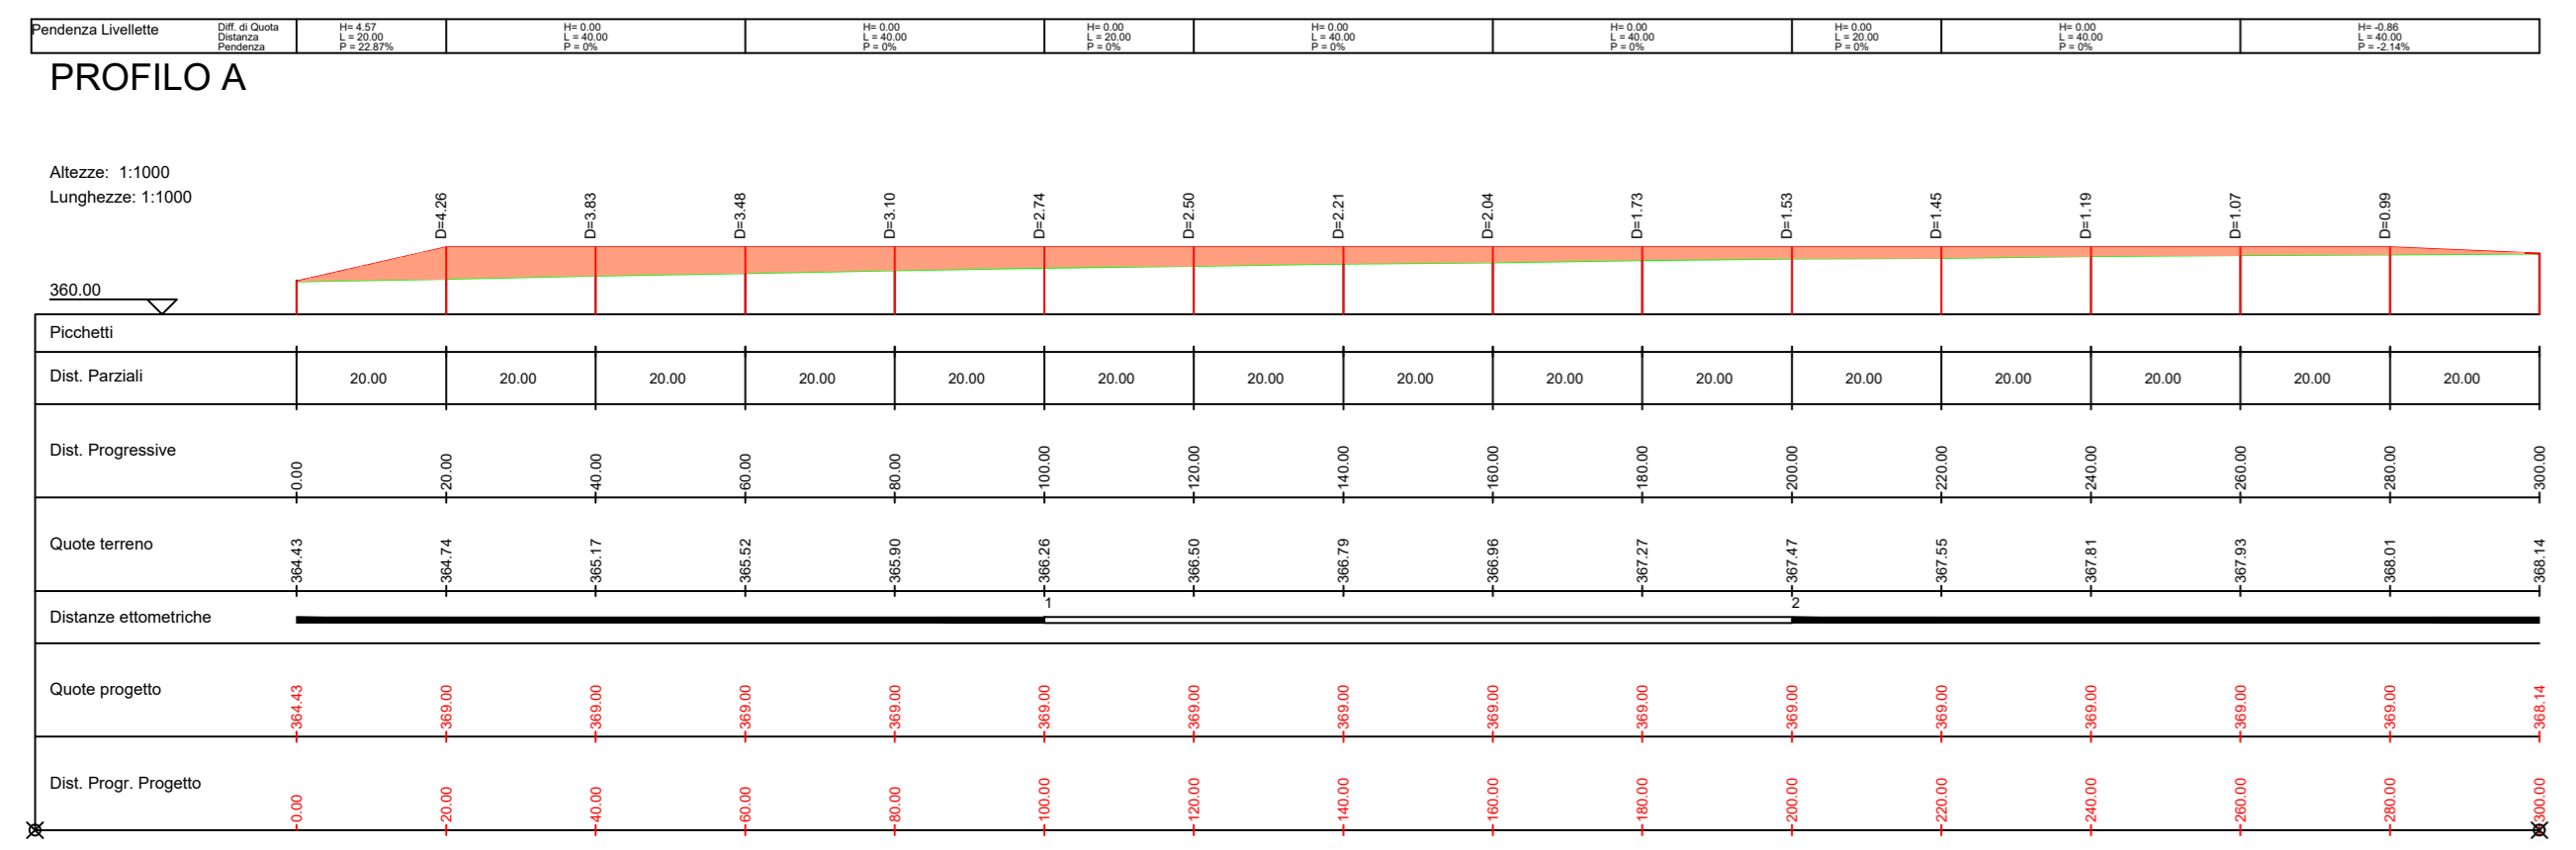 Pendenza Livellette
Diff. di Quota
Distanza
Pendenza
H= 4.57
L = 20.00
P = 22.87%
H= 0.00
L = 40.00
P = 0%
H= 0.00
L = 40.00
P = 0%
H= 0.00
L = 20.00
P = 0%
H= 0.00
L = 40.00
P = 0%
H= 0.00
L = 40.00
P = 0%
H= 0.00
L = 20.00
P = 0%
H= 0.00
L = 40.00
P = 0%
H= -0.86
L = 40.00
P = -2.14%
PROFILO A
Altezze: 1:1000
Lunghezze: 1:1000
D=4.26 D=3.83 D=3.48 D=3.10 D=2.74 D=2.50 D=2.21 D=2.04 D=1.73 D=1.53 D=1.45 D=1.19 D=1.07 D=0.99
360.00
Picchetti
Dist. Parziali 20.00 20.00 20.00 20.00 20.00 20.00 20.00 20.00 20.00 20.00 20.00 20.00 20.00 20.00 20.00
Dist. Progressive 0.00 20.00 40.00 60.00 80.00 100.00 120.00 140.00 160.00 180.00 200.00 220.00 240.00 260.00 280.00 300.00
Quote terreno 364.43 364.74 365.17 365.52 365.90 366.26 366.50 366.79 366.96 367.27 367.47 367.55 367.81 367.93 368.01 368.14
Distanze ettometriche 1 2
Quote progetto 364.43 369.00 369.00 369.00 369.00 369.00 369.00 369.00 369.00 369.00 369.00 369.00 369.00 369.00 369.00 368.14
Dist. Progr. Progetto 0.00 20.00 40.00 60.00 80.00 100.00 120.00 140.00 160.00 180.00 200.00 220.00 240.00 260.00 280.00 300.00